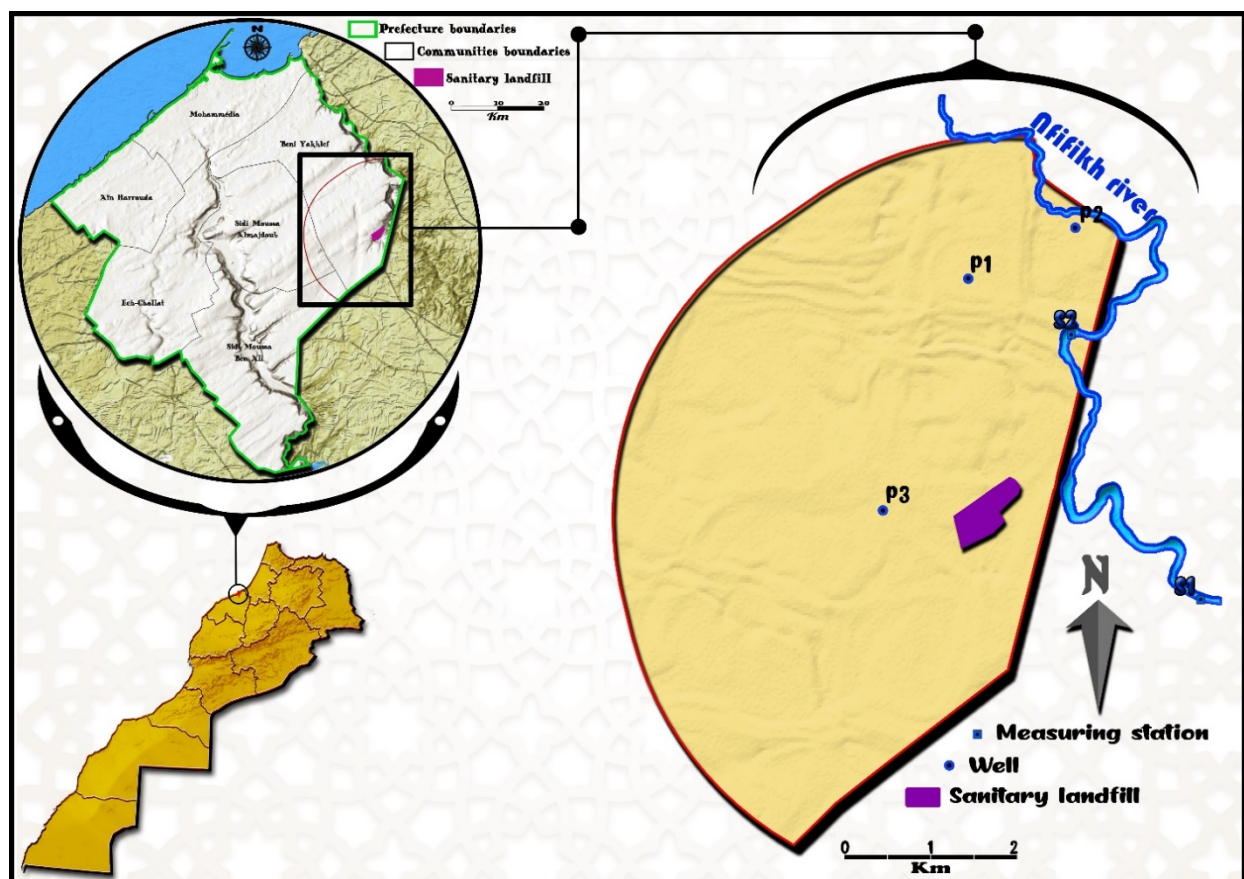 N
Prefecture boundaries
Communities boundaries
Sanitary landfill
0 10 20
Km
Mohammédia
Beni Yakhlef
Ain Harrouda
Sidi Moussa
Almajdoub
Ech-Challat
Sidi Moussa
Ben Ali
Nfifikh river
P2
P1
S2
P3
S1
N
Measuring station
Well
Sanitary landfill
0 1 2
Km